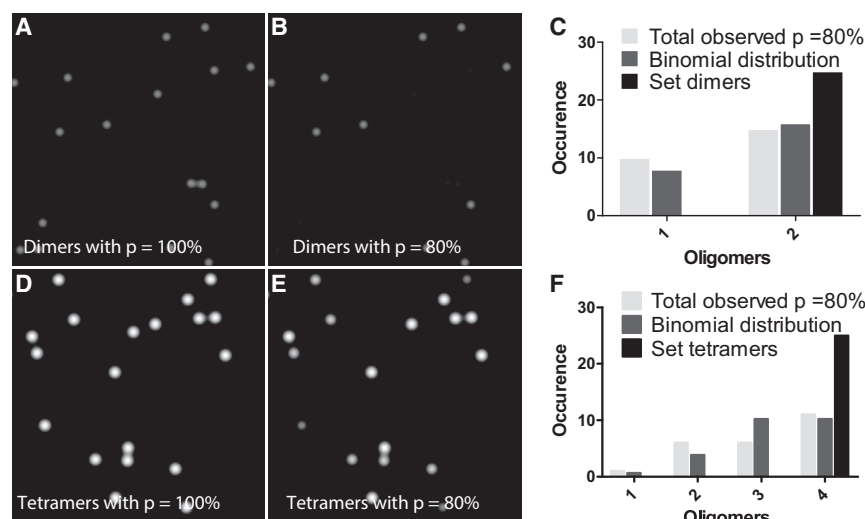 A
Dimers with p = 100%
B
Dimers with p = 80%
C
Total observed p =80%
Binomial distribution
Set dimers
Occurence
30
20
10
0
1
2
Oligomers
D
Tetramers with p = 100%
E
Tetramers with p = 80%
F
Total observed p =80%
Binomial distribution
Set tetramers
Occurence
30
20
10
0
1
2
3
4
Oligomers